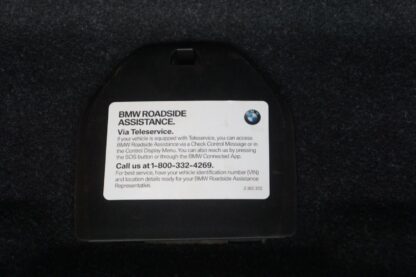 BMW ROADSIDE
ASSISTANCE.
Via Teleservice.
If your vehicle is equipped with Teleservice, you can access
BMW Roadside Assistance via a Check Control Message or in
the Control Display Menu. You can also reach us by pressing
the SOS button or through the BMW Connected App.
Call us at 1-800-332-4269.
For best service, have your vehicle identification number (VIN)
and location details ready for your BMW Roadside Assistance
Representative.